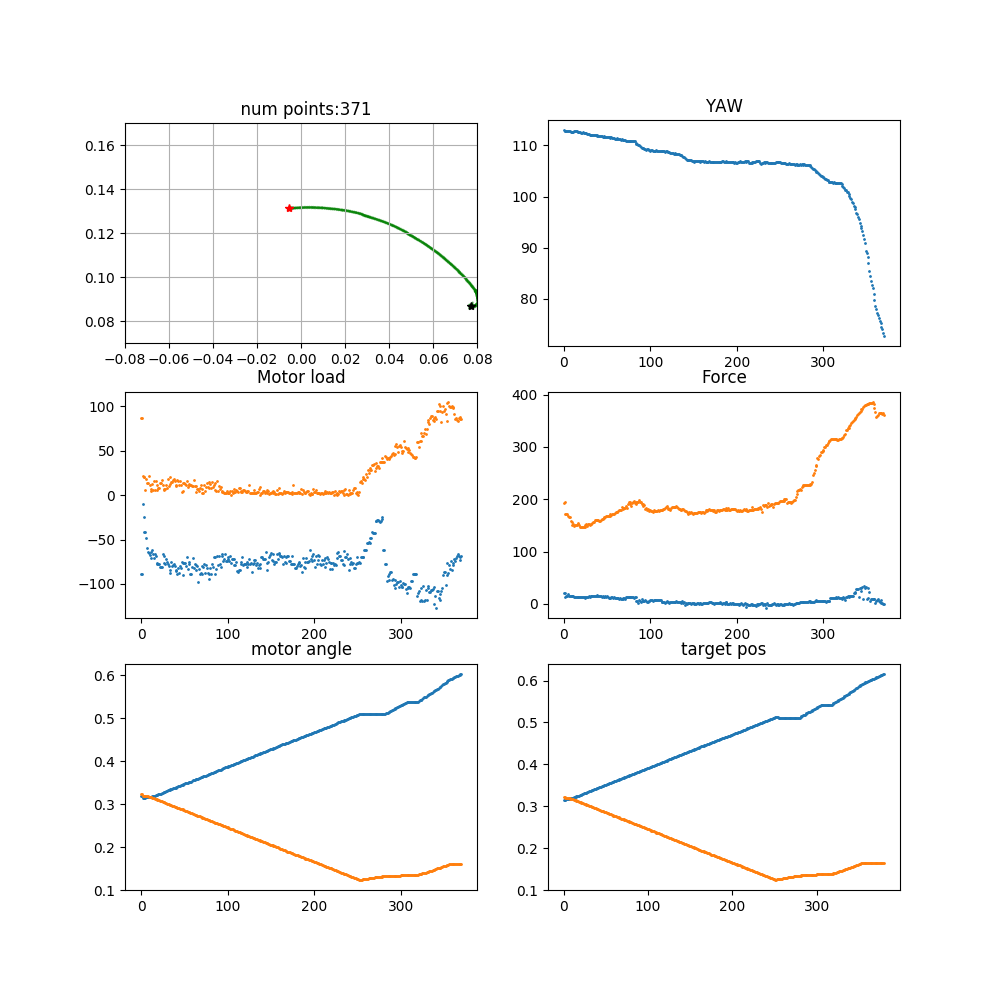 num points:371
0.16
0.14
0.12
0.10
0.08
−0.08 −0.06 −0.04 −0.02 0.00 0.02 0.04 0.06 0.08
YAW
110
100
90
80
0 100 200 300
Motor load
100
50
0
−50
−100
0 100 200 300
Force
400
300
200
100
0
0 100 200 300
motor angle
0.6
0.5
0.4
0.3
0.2
0.1
0 100 200 300
target pos
0.6
0.5
0.4
0.3
0.2
0.1
0 100 200 300